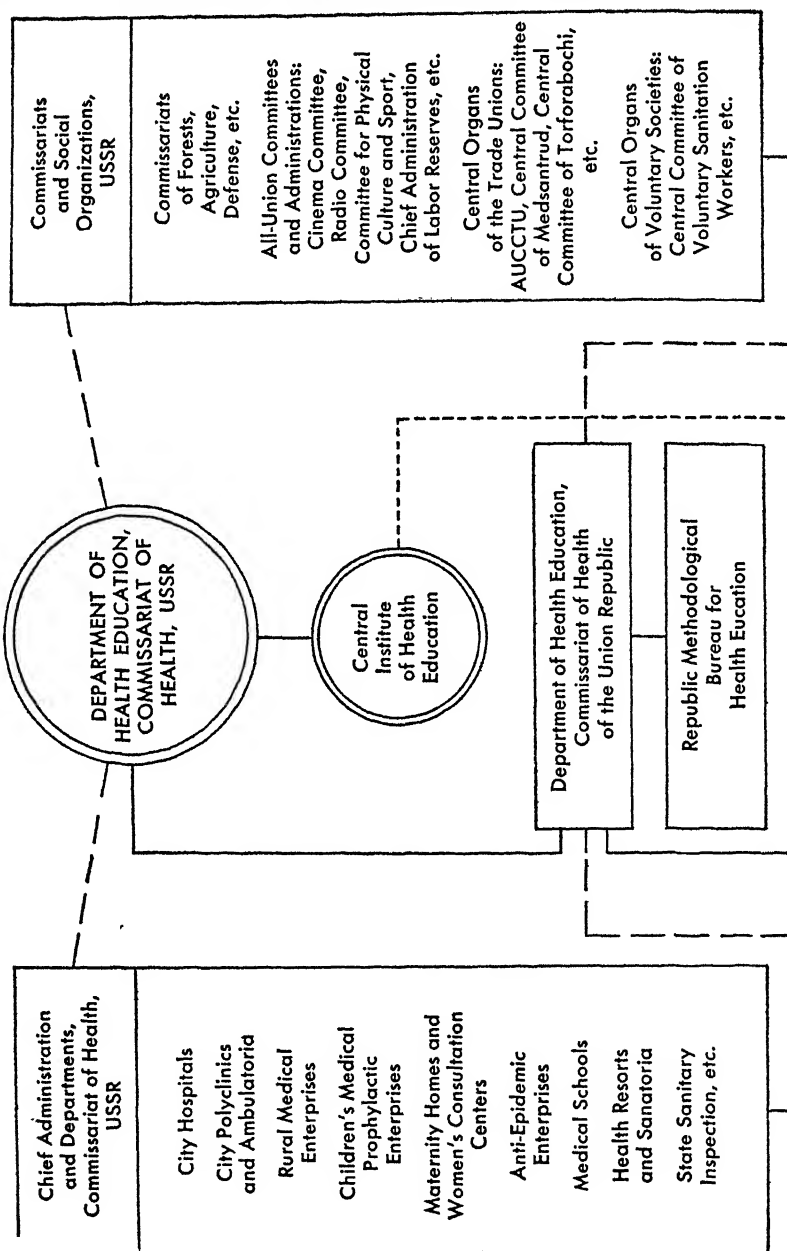 Chief Administration
and Departments,
Commissariat of Health,
USSR
City Hospitals
City Polyclinics
and Ambulatoria
Rural Medical
Enterprises
Children's Medical
Prophylactic
Enterprises
Maternity Homes and
Women's Consultation
Centers
Anti-Epidemic
Enterprises
Medical Schools
Health Resorts
and Sanatoria
State Sanitary
Inspection, etc.
DEPARTMENT OF
HEALTH EDUCATION,
COMMISSARIAT OF
HEALTH, USSR
Central
Institute
of Health
Education
Department of Health Education,
Commissariat of Health
of the Union Republic
Republic Methodological
Bureau for
Health Eucation
Commissariats
and Social
Organizations,
USSR
Commissariats
of Forests,
Agriculture,
Defense, etc.
All-Union Committees
and Administrations:
Cinema Committee,
Radio Committee,
Committee for Physical
Culture and Sport,
Chief Administration
of Labor Reserves, etc.
Central Organs
of the Trade Unions:
AUCCTU, Central Committee
of Medsantrud, Central
Committee of Torforabochi,
etc.
Central Organs
of Voluntary Societies:
Central Committee of
Voluntary Sanitation
Workers, etc.